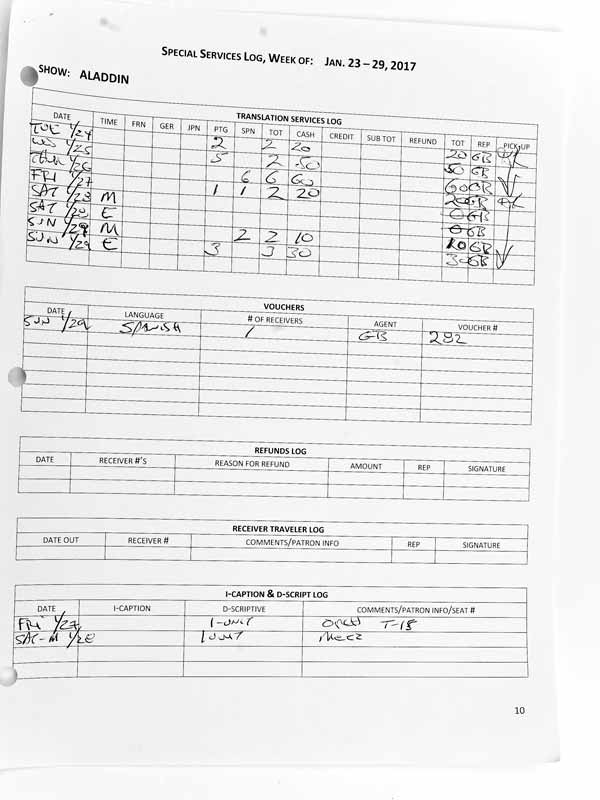 SPECIAL SERVICES LOG, WEEK OF: JAN. 23 – 29, 2017
SHOW: ALADDIN
TRANSLATION SERVICES LOG
DATE TIME FRN GER JPN PTG SPN TOT CASH CREDIT SUB TOT REFUND TOT REP PICK UP
TUE 1/24 2 2 20 20 GB
WED 1/25 5 2 50 50 GB
THU 1/26 6 6 60 60 GB
FRI 1/27 1 1 2 20 20 GB
SAT 1/28 M 0 GB
SAT E 0 GB
SUN 1/29 M 2 2 10 10 GB
SUN 1/29 E 3 3 30 30 GB
VOUCHERS
DATE LANGUAGE # OF RECEIVERS AGENT VOUCHER #
SUN 1/29 SPANISH 1 GB 292
REFUNDS LOG
DATE RECEIVER #'S REASON FOR REFUND AMOUNT REP SIGNATURE
RECEIVER TRAVELER LOG
DATE OUT RECEIVER # COMMENTS/PATRON INFO REP SIGNATURE
I-CAPTION & D-SCRIPT LOG
DATE I-CAPTION D-SCRIPTIVE COMMENTS/PATRON INFO/SEAT #
FRI 1/27 1-UNIT ORCH T-18
SAT-M 1/28 1 UNIT MEZZ
10